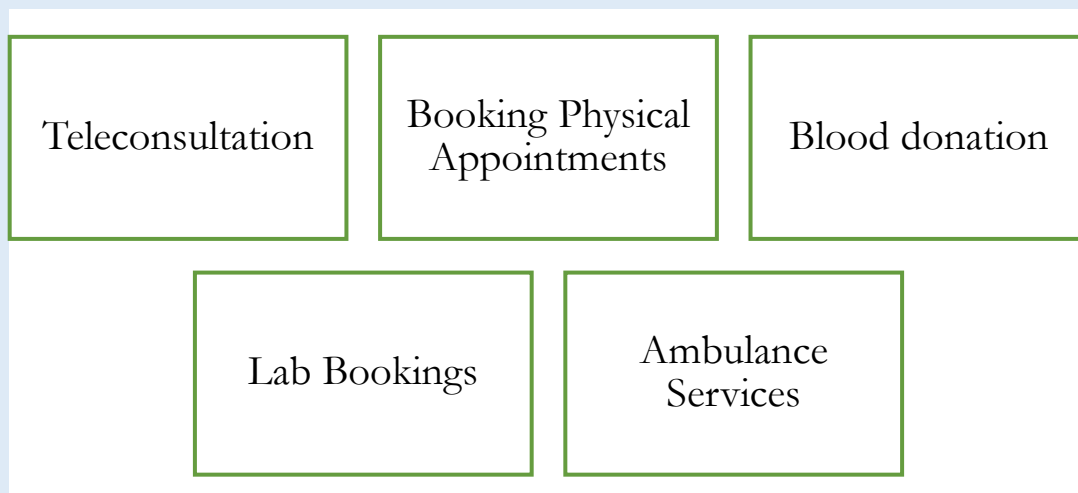 Teleconsultation
Booking Physical
Appointments
Blood donation
Lab Bookings
Ambulance
Services